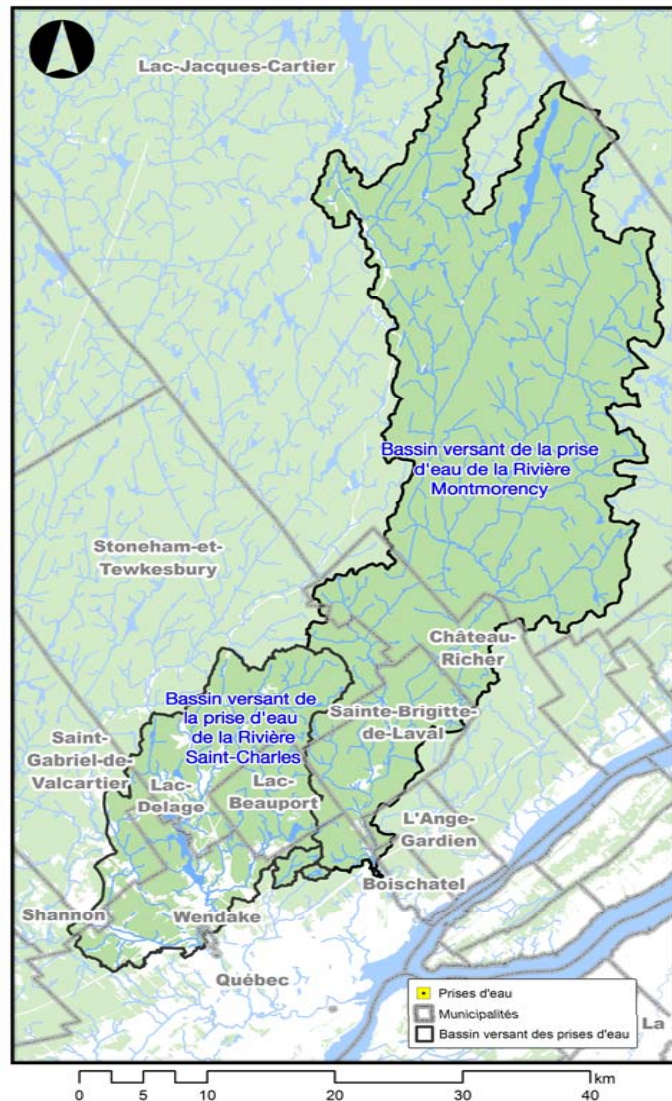 Lac-Jacques-Cartier
Bassin versant de la prise
d'eau de la Rivière
Montmorency
Stoneham-et-
Tewkesbury
Château-
Richer
Bassin versant de
la prise d'eau
de la Rivière
Saint-Charles
Sainte-Brigitte-
de-Laval
Saint-
Gabriel-de-
Valcartier
Lac-
Delage
Lac-
Beauport
L'Ange-
Gardien
Boischatel
Shannon
Wendake
Québec
Prises d'eau
Municipalités
Bassin versant des prises d'eau
La
km
0 5 10 20 30 40